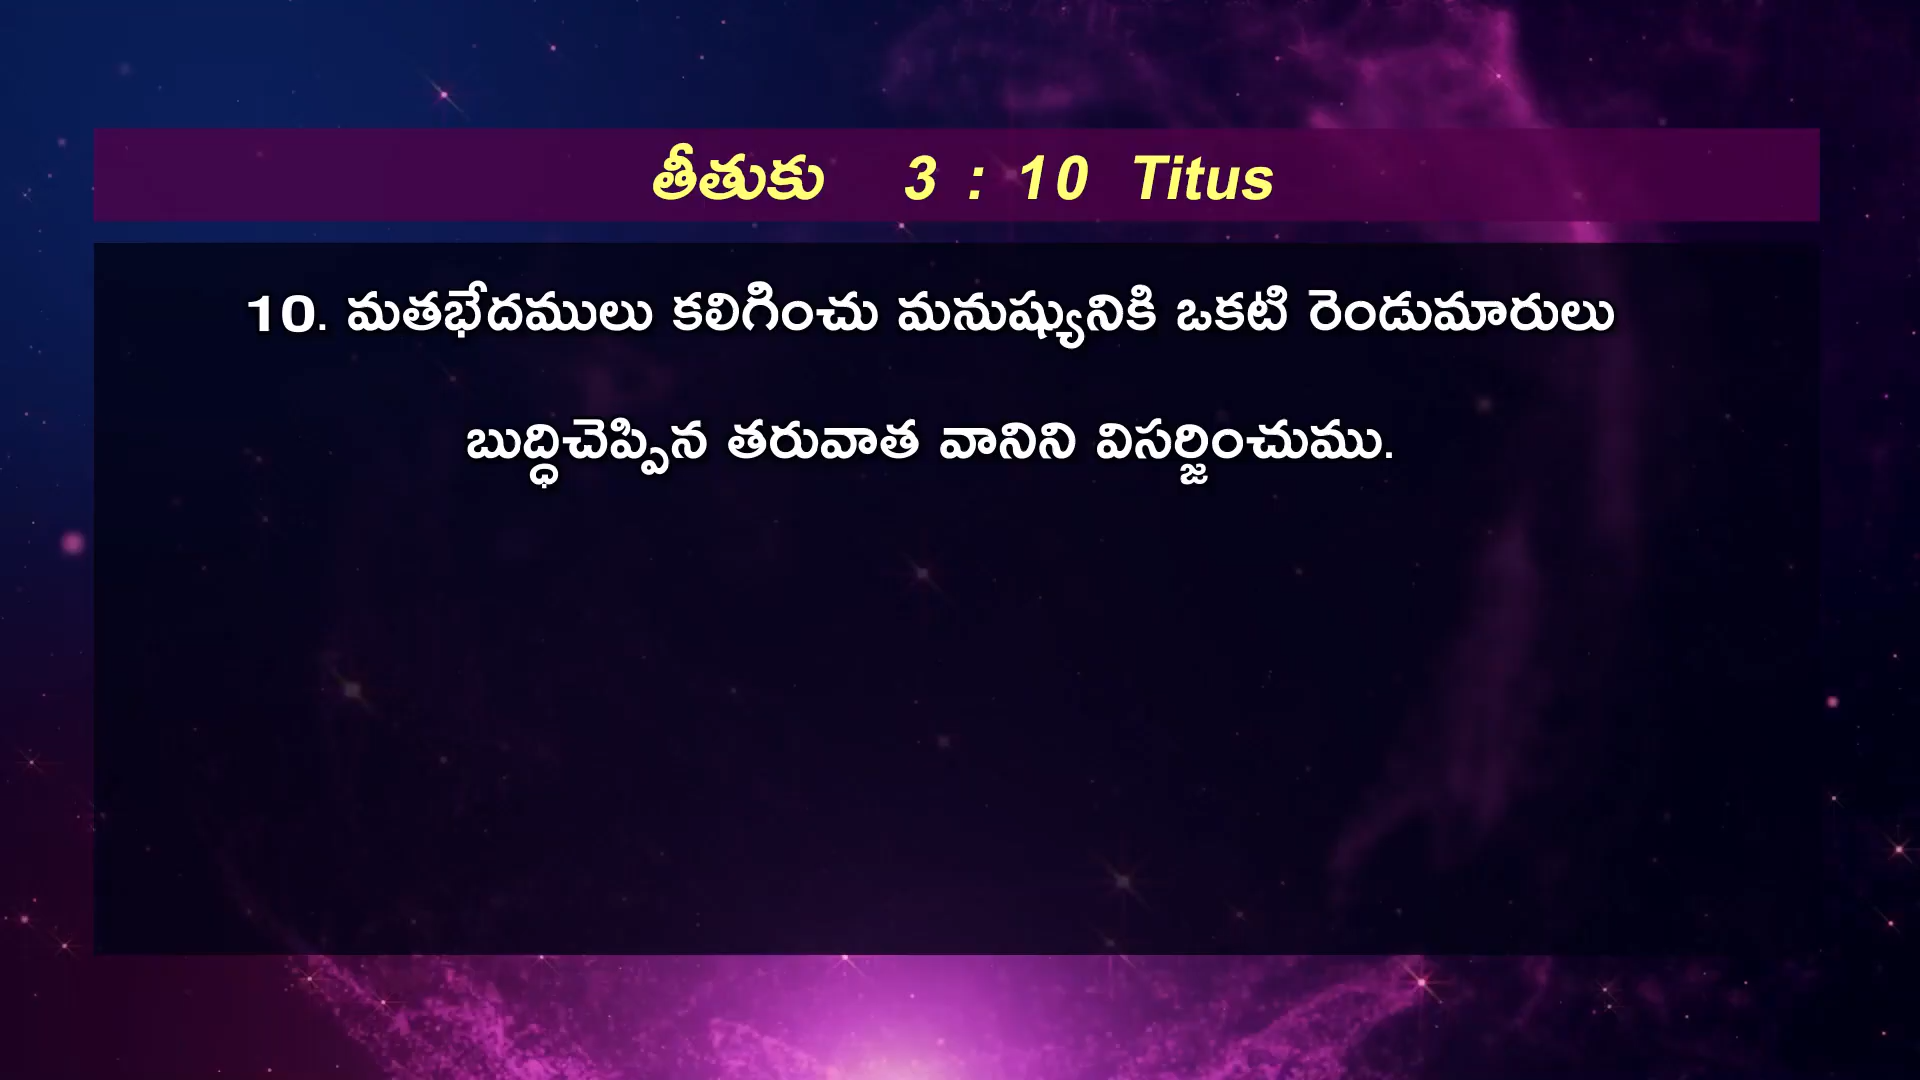 తీతుకు 3 : 10 Titus
10. మతభేదములు కలిగించు మనుష్యునికి ఒకటి రెండుమారులు
బుద్ధిచెప్పిన తరువాత వానిని విసర్జించుము.